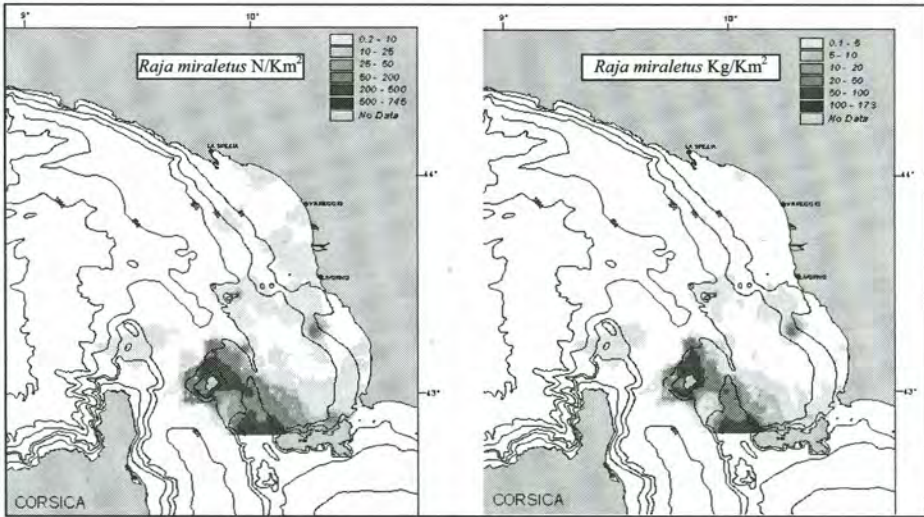 9°
10°
Raja miraletus N/Km²
0.2 - 10
10 - 25
25 - 50
50 - 200
200 - 500
500 - 745
No Data
LA SPEZIA
44°
VIAREGGIO
LIVORNO
43°
CORSICA
9°
10°
Raja miraletus Kg/Km²
0.1 - 5
5 - 10
10 - 20
20 - 50
50 - 100
100 - 173
No Data
LA SPEZIA
44°
VIAREGGIO
LIVORNO
43°
CORSICA